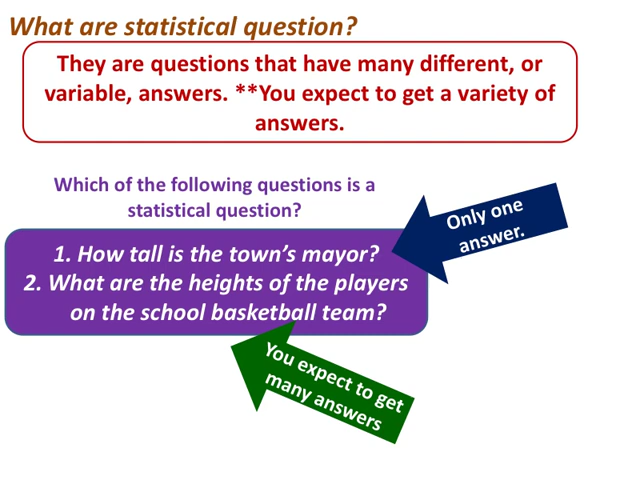 What are statistical question?
They are questions that have many different, or
variable, answers. **You expect to get a variety of
answers.
Which of the following questions is a
statistical question?
1. How tall is the town’s mayor?
2. What are the heights of the players
on the school basketball team?
Only one
answer.
You expect to get
many answers